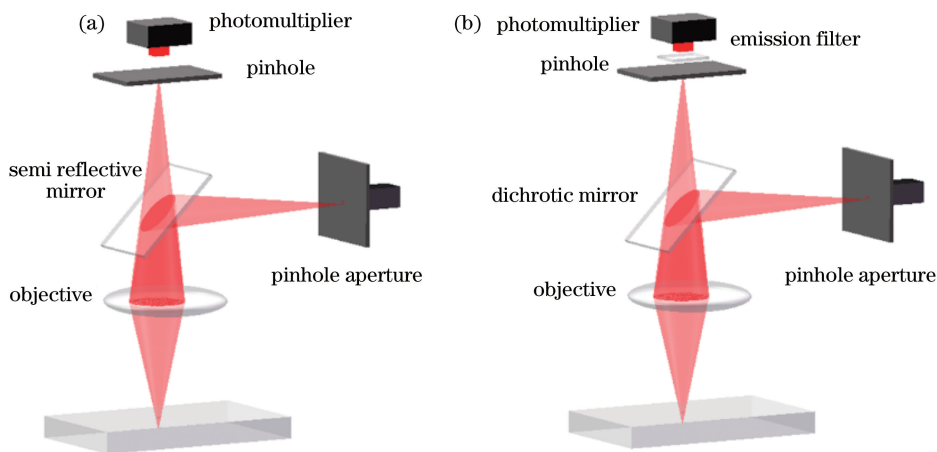 (a)
photomultiplier
pinhole
semi reflective
mirror
pinhole aperture
objective
(b)
photomultiplier
emission filter
pinhole
dichrotic mirror
pinhole aperture
objective